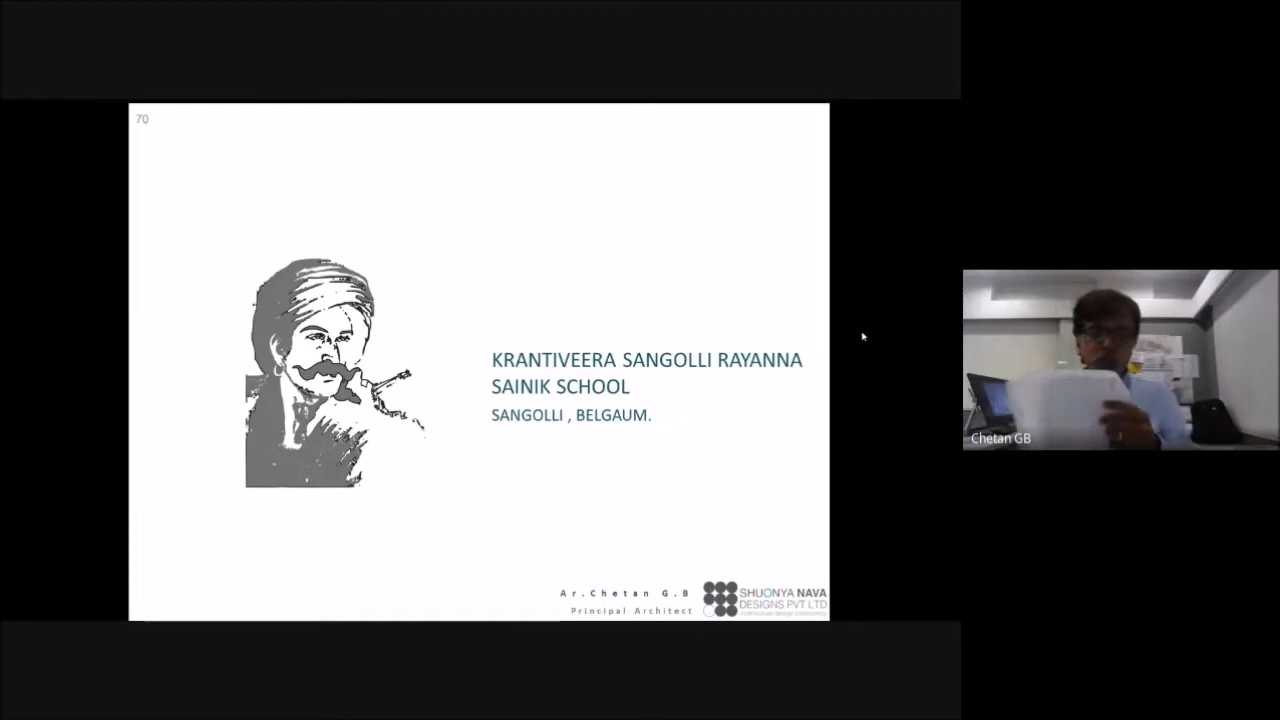 70
KRANTIVEERA SANGOLLI RAYANNA
SAINIK SCHOOL
SANGOLLI , BELGAUM.
Ar.Chetan G.B
Principal Architect
SHUONYA NAVA
DESIGNS PVT LTD
Chetan GB